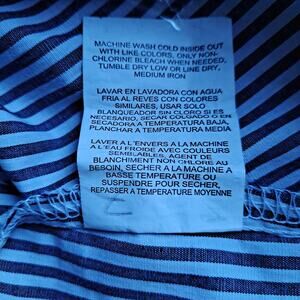 MACHINE WASH COLD INSIDE OUT
WITH LIKE COLORS, ONLY NON-
CHLORINE BLEACH WHEN NEEDED,
TUMBLE DRY LOW OR LINE DRY,
MEDIUM IRON
LAVAR EN LAVADORA CON AGUA
FRIA AL REVES CON COLORES
SIMILARES, USAR SOLO
BLANQUEADOR SIN CLORO SI ES
NECESARIO, SECAR COLGADO O EN
SECADORA A TEMPERATURA BAJA,
PLANCHAR A TEMPERATURA MEDIA
LAVER A L'ENVERS A LA MACHINE
A L'EAU FROIDE AVEC COULEURS
SEMBLABLES, AGENT DE
BLANCHIMENT NON CHLORE AU
BESOIN, SECHER A LA MACHINE A
BASSE TEMPERATURE OU
SUSPENDRE POUR SECHER,
REPASSER A TEMPERATURE MOYENNE